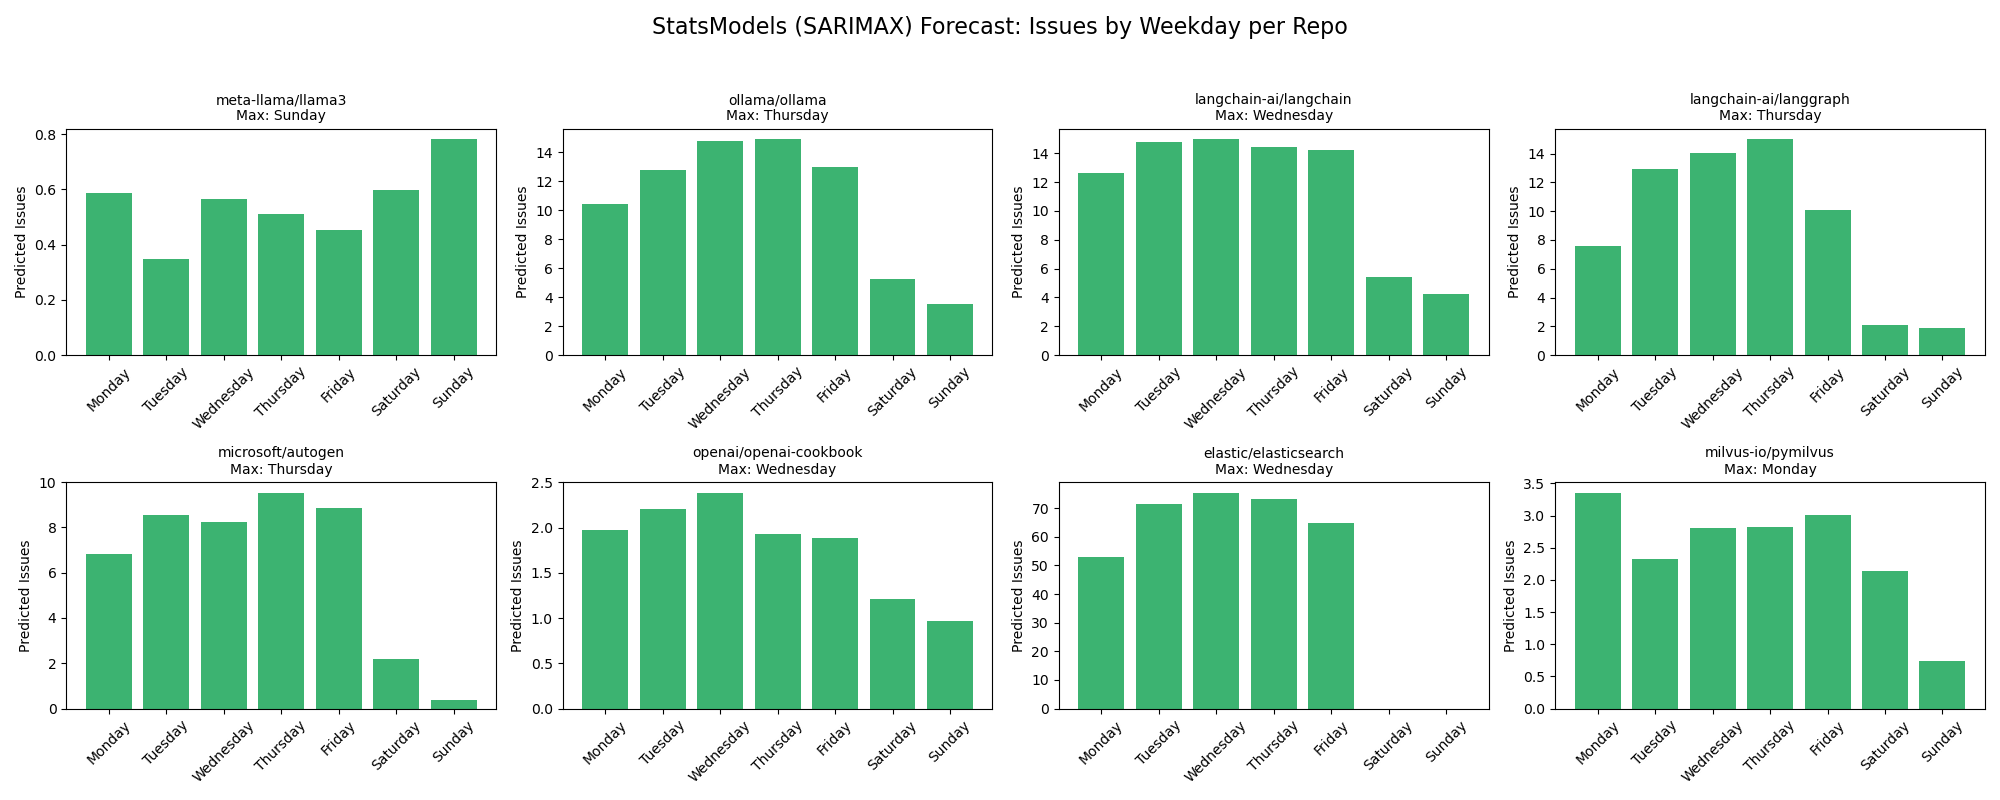 StatsModels (SARIMAX) Forecast: Issues by Weekday per Repo
meta-llama/llama3
Max: Sunday
Predicted Issues
0.8
0.6
0.4
0.2
0.0
Monday
Tuesday
Wednesday
Thursday
Friday
Saturday
Sunday
ollama/ollama
Max: Thursday
Predicted Issues
14
12
10
8
6
4
2
0
Monday
Tuesday
Wednesday
Thursday
Friday
Saturday
Sunday
langchain-ai/langchain
Max: Wednesday
Predicted Issues
14
12
10
8
6
4
2
0
Monday
Tuesday
Wednesday
Thursday
Friday
Saturday
Sunday
langchain-ai/langgraph
Max: Thursday
Predicted Issues
14
12
10
8
6
4
2
0
Monday
Tuesday
Wednesday
Thursday
Friday
Saturday
Sunday
microsoft/autogen
Max: Thursday
Predicted Issues
10
8
6
4
2
0
Monday
Tuesday
Wednesday
Thursday
Friday
Saturday
Sunday
openai/openai-cookbook
Max: Wednesday
Predicted Issues
2.5
2.0
1.5
1.0
0.5
0.0
Monday
Tuesday
Wednesday
Thursday
Friday
Saturday
Sunday
elastic/elasticsearch
Max: Wednesday
Predicted Issues
70
60
50
40
30
20
10
0
Monday
Tuesday
Wednesday
Thursday
Friday
Saturday
Sunday
milvus-io/pymilvus
Max: Monday
Predicted Issues
3.5
3.0
2.5
2.0
1.5
1.0
0.5
0.0
Monday
Tuesday
Wednesday
Thursday
Friday
Saturday
Sunday